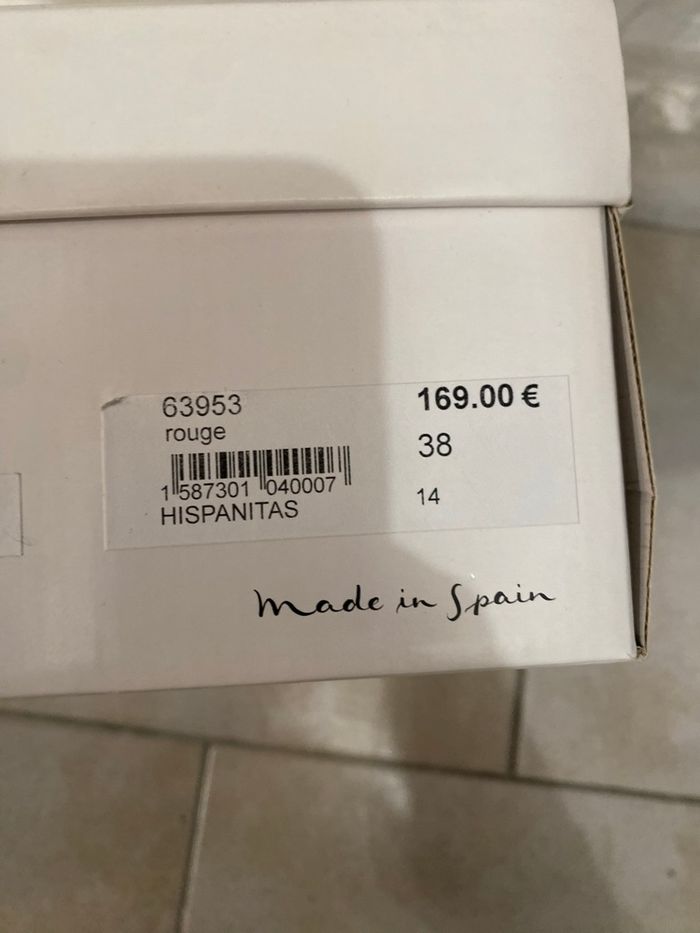 63953
169.00 €
rouge
38
1 587301 040007
14
HISPANITAS
Made in Spain